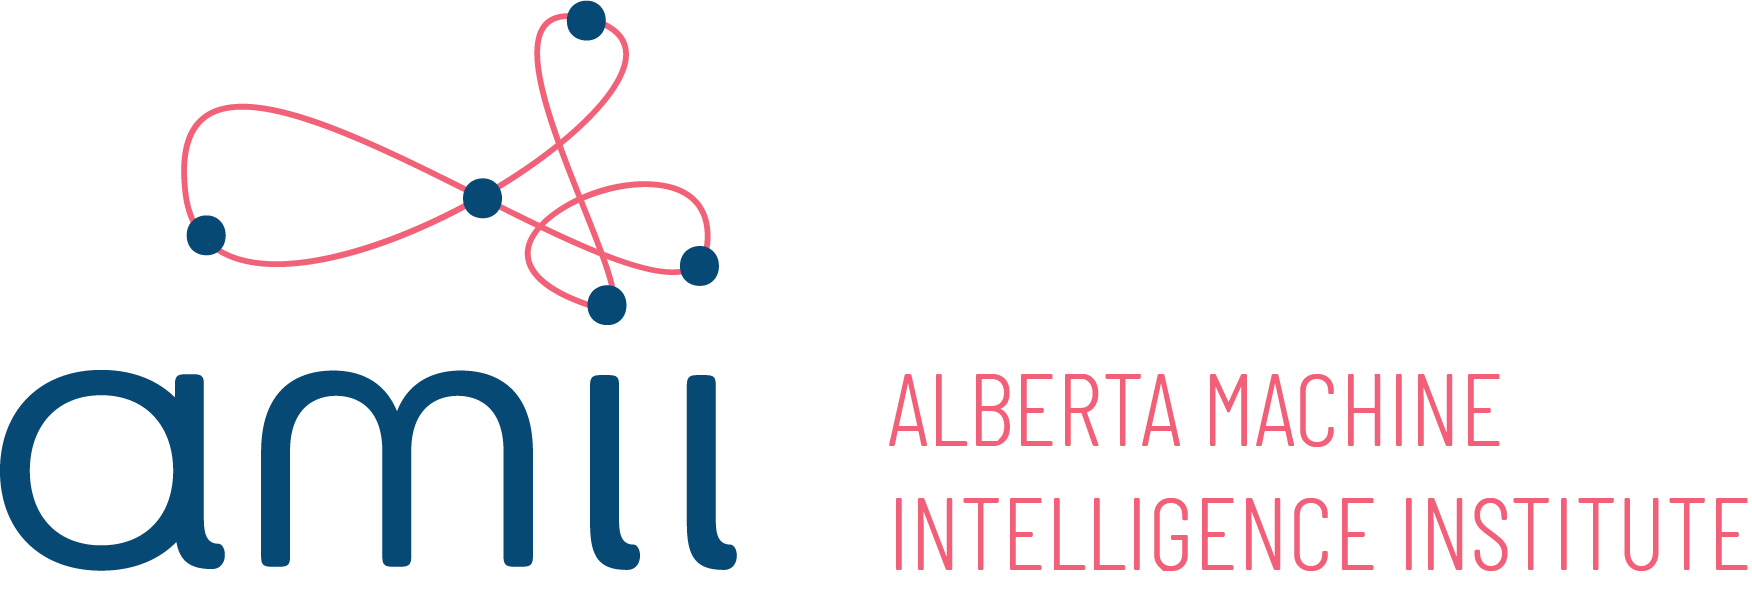 amii
ALBERTA MACHINE
INTELLIGENCE INSTITUTE